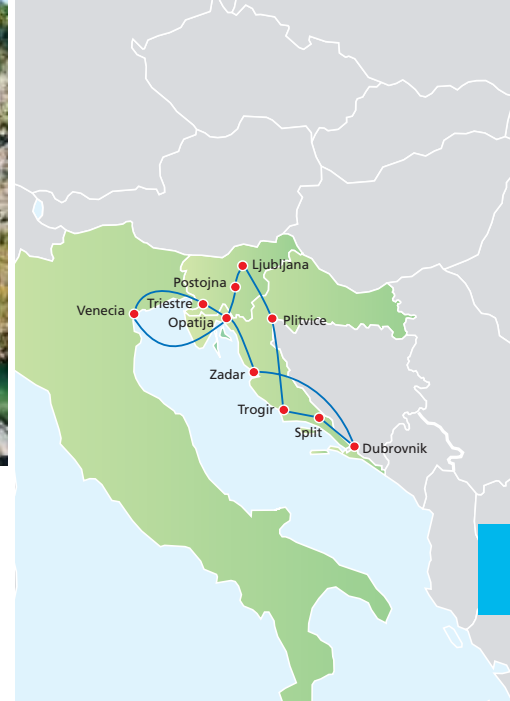 Ljubljana
Postojna
Triestre
Venecia
Opatija
Plitvice
Zadar
Trogir
Split
Dubrovnik